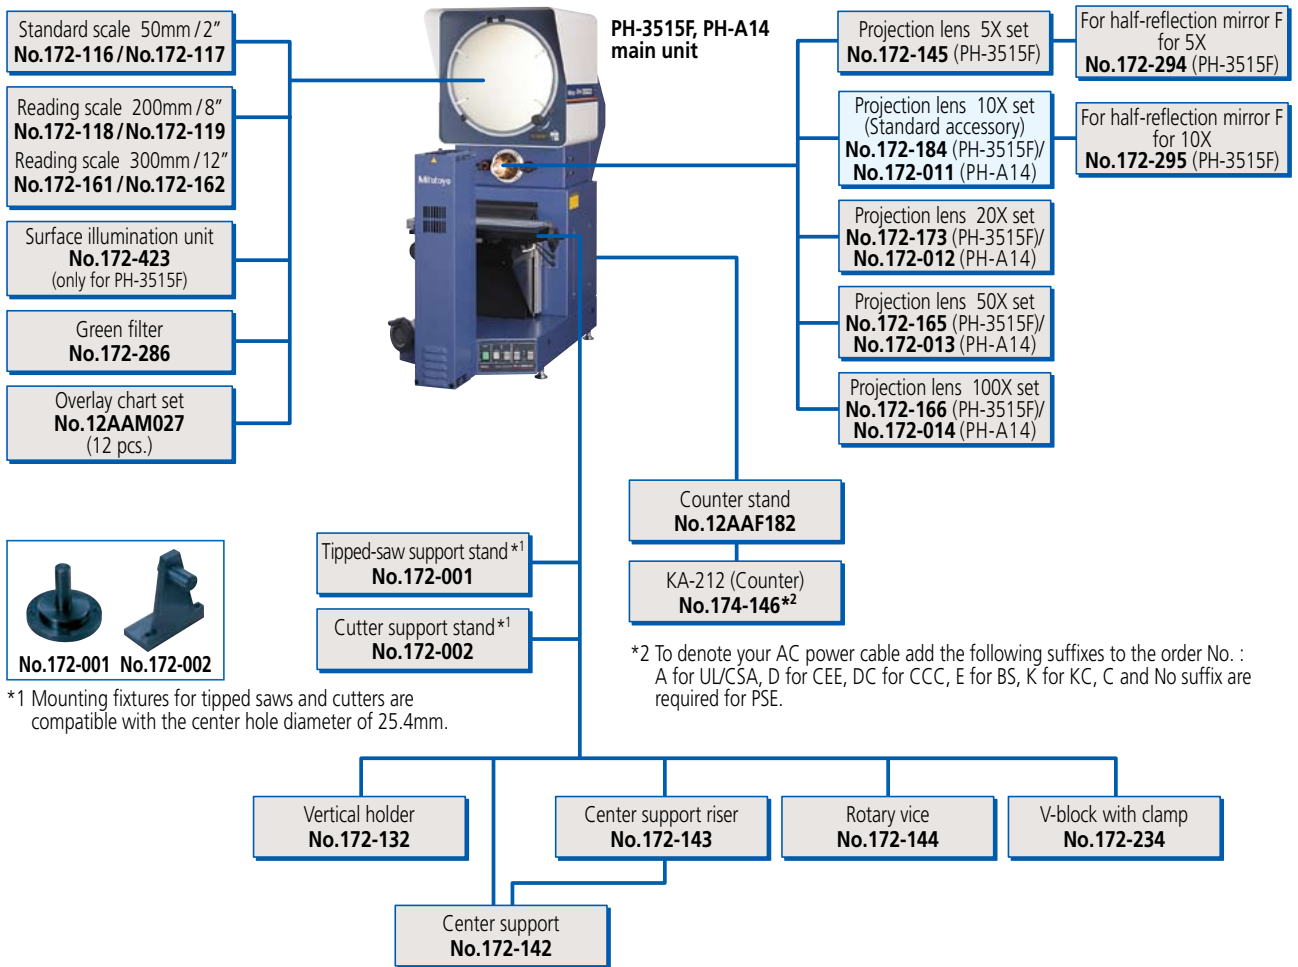 Standard scale 50mm / 2″
No.172-116 / No.172-117
Reading scale 200mm / 8″
No.172-118 / No.172-119
Reading scale 300mm / 12″
No.172-161 / No.172-162
Surface illumination unit
No.172-423
(only for PH-3515F)
Green filter
No.172-286
Overlay chart set
No.12AAM027
(12 pcs.)
PH-3515F, PH-A14
main unit
Mitutoyo
Projection lens 5X set
No.172-145 (PH-3515F)
For half-reflection mirror F
for 5X
No.172-294 (PH-3515F)
Projection lens 10X set
(Standard accessory)
No.172-184 (PH-3515F)/
No.172-011 (PH-A14)
For half-reflection mirror F
for 10X
No.172-295 (PH-3515F)
Projection lens 20X set
No.172-173 (PH-3515F)/
No.172-012 (PH-A14)
Projection lens 50X set
No.172-165 (PH-3515F)/
No.172-013 (PH-A14)
Projection lens 100X set
No.172-166 (PH-3515F)/
No.172-014 (PH-A14)
Counter stand
No.12AAF182
KA-212 (Counter)
No.174-146*2
Tipped-saw support stand*1
No.172-001
Cutter support stand*1
No.172-002
No.172-001 No.172-002
*1 Mounting fixtures for tipped saws and cutters are
compatible with the center hole diameter of 25.4mm.
*2 To denote your AC power cable add the following suffixes to the order No. :
A for UL/CSA, D for CEE, DC for CCC, E for BS, K for KC, C and No suffix are
required for PSE.
Vertical holder
No.172-132
Center support riser
No.172-143
Rotary vice
No.172-144
V-block with clamp
No.172-234
Center support
No.172-142